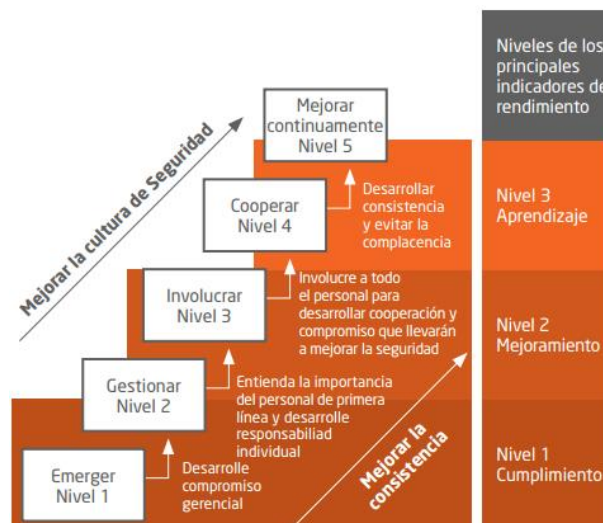 Niveles de los
principales
indicadores de
rendimiento
Mejorar la cultura de Seguridad
Mejorar
continuamente
Nivel 5
Cooperar
Nivel 4
Desarrollar
consistencia
y evitar la
complacencia
Nivel 3
Aprendizaje
Involucrar
Nivel 3
Involucre a todo
el personal para
desarrollar cooperación y
compromiso que llevarán
a mejorar la seguridad
Nivel 2
Mejoramiento
Gestionar
Nivel 2
Entienda la importancia
del personal de primera
línea y desarrolle
responsabiliad
individual
Mejorar la
consistencia
Emerger
Nivel 1
Desarrolle
compromiso
gerencial
Nivel 1
Cumplimiento